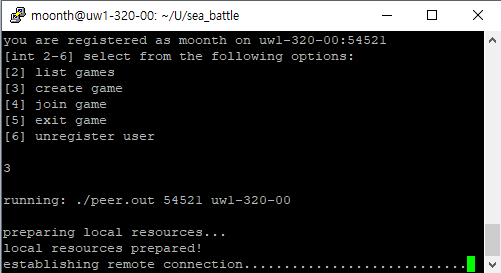 moonth@uw1-320-00: ~/U/sea_battle
you are registered as moonth on uw1-320-00:54521
[int 2-6] select from the following options:
[2] list games
[3] create game
[4] join game
[5] exit game
[6] unregister user
3
running: ./peer.out 54521 uw1-320-00
preparing local resources...
local resources prepared!
establishing remote connection............................